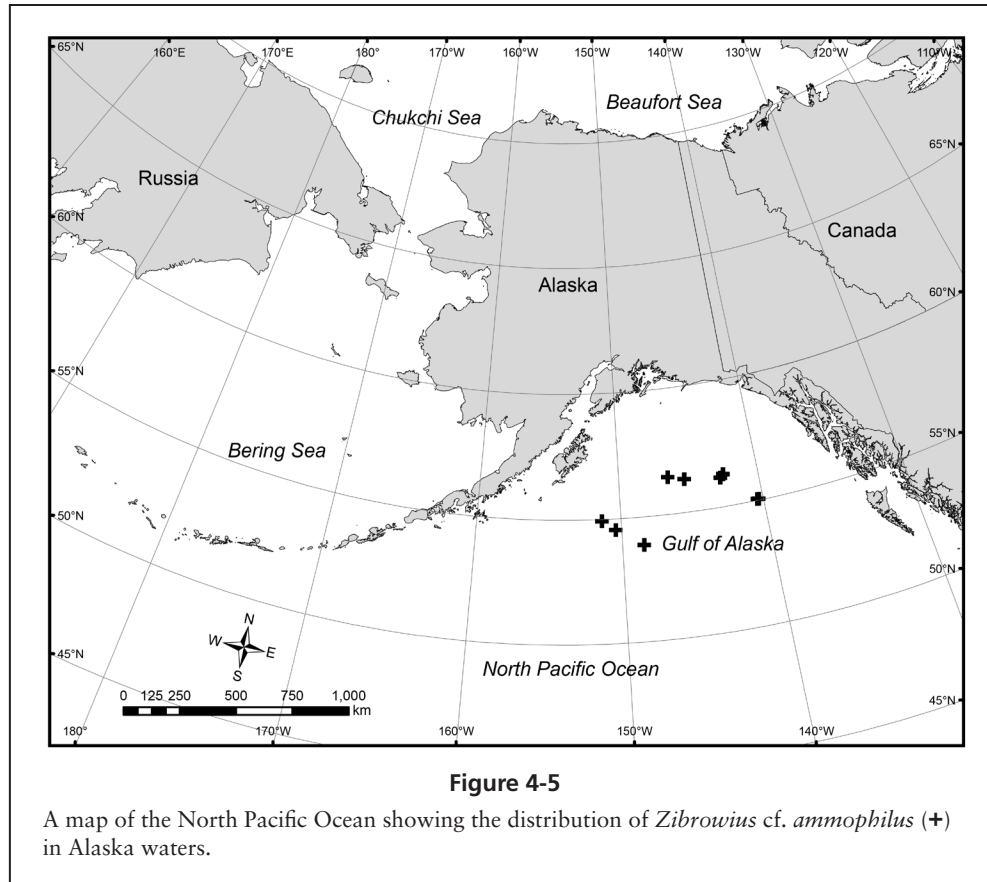 65°N 160°E 170°E 180° 170°W 160°W 150°W 140°W 130°W 120°W 110°W
Beaufort Sea
Chukchi Sea
65°N
Russia
60°N
Canada
Alaska
60°N
55°N
Bering Sea
55°N
50°N
Gulf of Alaska
50°N
N
W
E
S
45°N
North Pacific Ocean
0 125 250 500 750 1,000
km
45°N
180° 170°W 160°W 150°W 140°W
Figure 4-5
A map of the North Pacific Ocean showing the distribution of Zibrowius cf. ammophilus (+)
in Alaska waters.